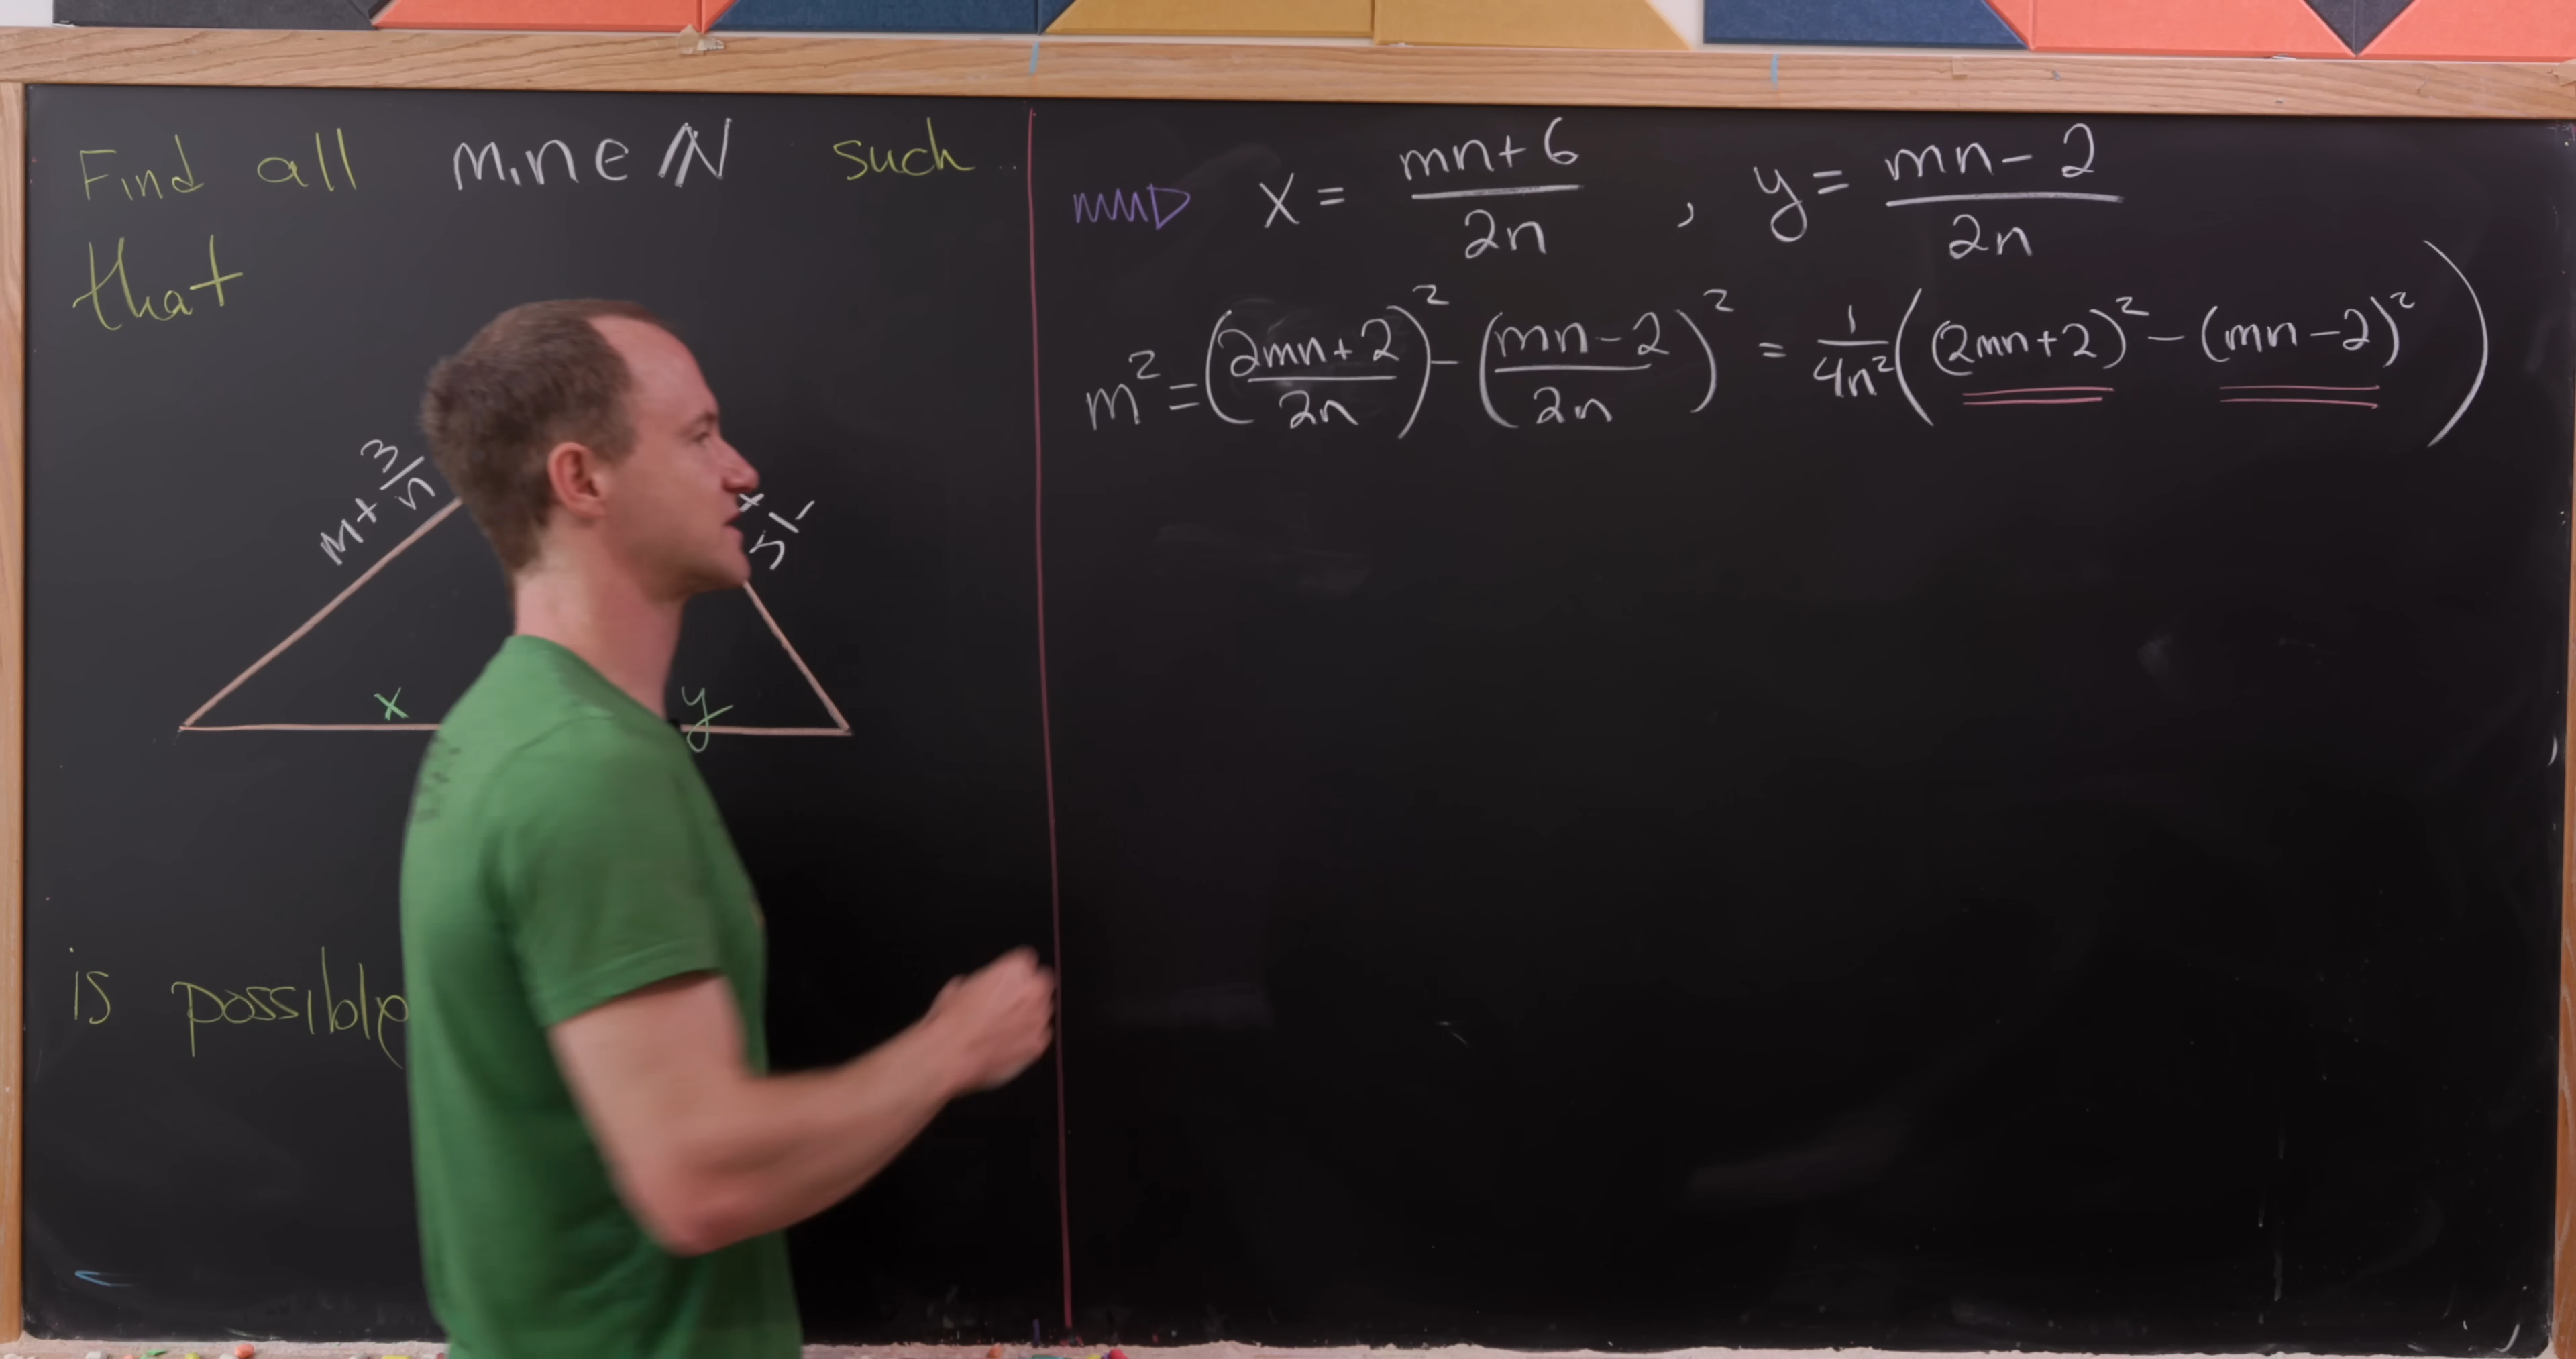 Find all m,n∈ℕ such
that
m+3/n
+1/n
x
y
is possible
x = (mn+6)/(2n) , y = (mn-2)/(2n)
m² = ((2mn+2)/(2n))² - ((mn-2)/(2n))² = 1/(4n²) ((2mn+2)² - (mn-2)²)